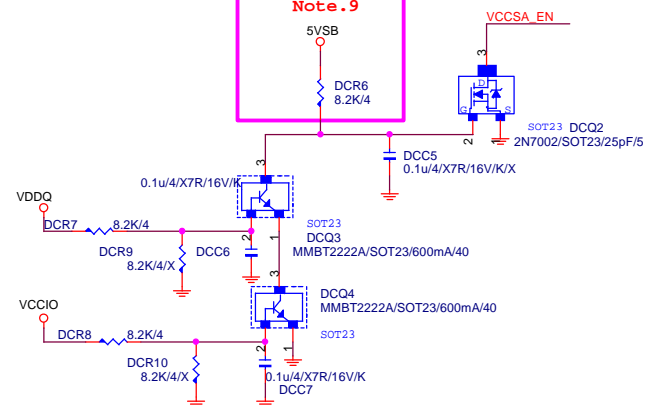 Note.9
5VSB
VCCSA_EN
DCR6
8.2K/4
3
D
G
S
2
1
SOT23 DCQ2
2N7002/SOT23/25pF/5
DCC5
0.1u/4/X7R/16V/K/X
3
0.1u/4/X7R/16V/K
VDDQ
DCR7
8.2K/4
2
1
SOT23
DCQ3
MMBT2222A/SOT23/600mA/40
DCR9
8.2K/4/X
DCC6
3
DCQ4
MMBT2222A/SOT23/600mA/40
SOT23
VCCIO
DCR8
8.2K/4
2
1
DCR10
8.2K/4/X
0.1u/4/X7R/16V/K
DCC7